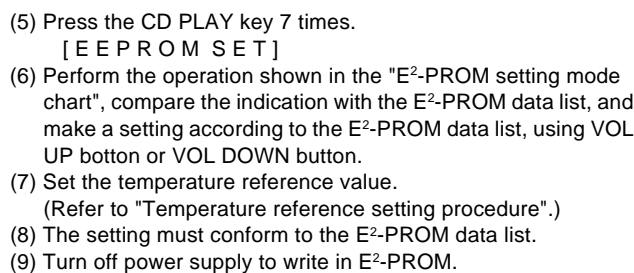 (5) Press the CD PLAY key 7 times.
[ E E P R O M  S E T ]
(6) Perform the operation shown in the "E²-PROM setting mode
chart", compare the indication with the E²-PROM data list, and
make a setting according to the E²-PROM data list, using VOL
UP botton or VOL DOWN button.
(7) Set the temperature reference value.
(Refer to "Temperature reference setting procedure".)
(8) The setting must conform to the E²-PROM data list.
(9) Turn off power supply to write in E²-PROM.